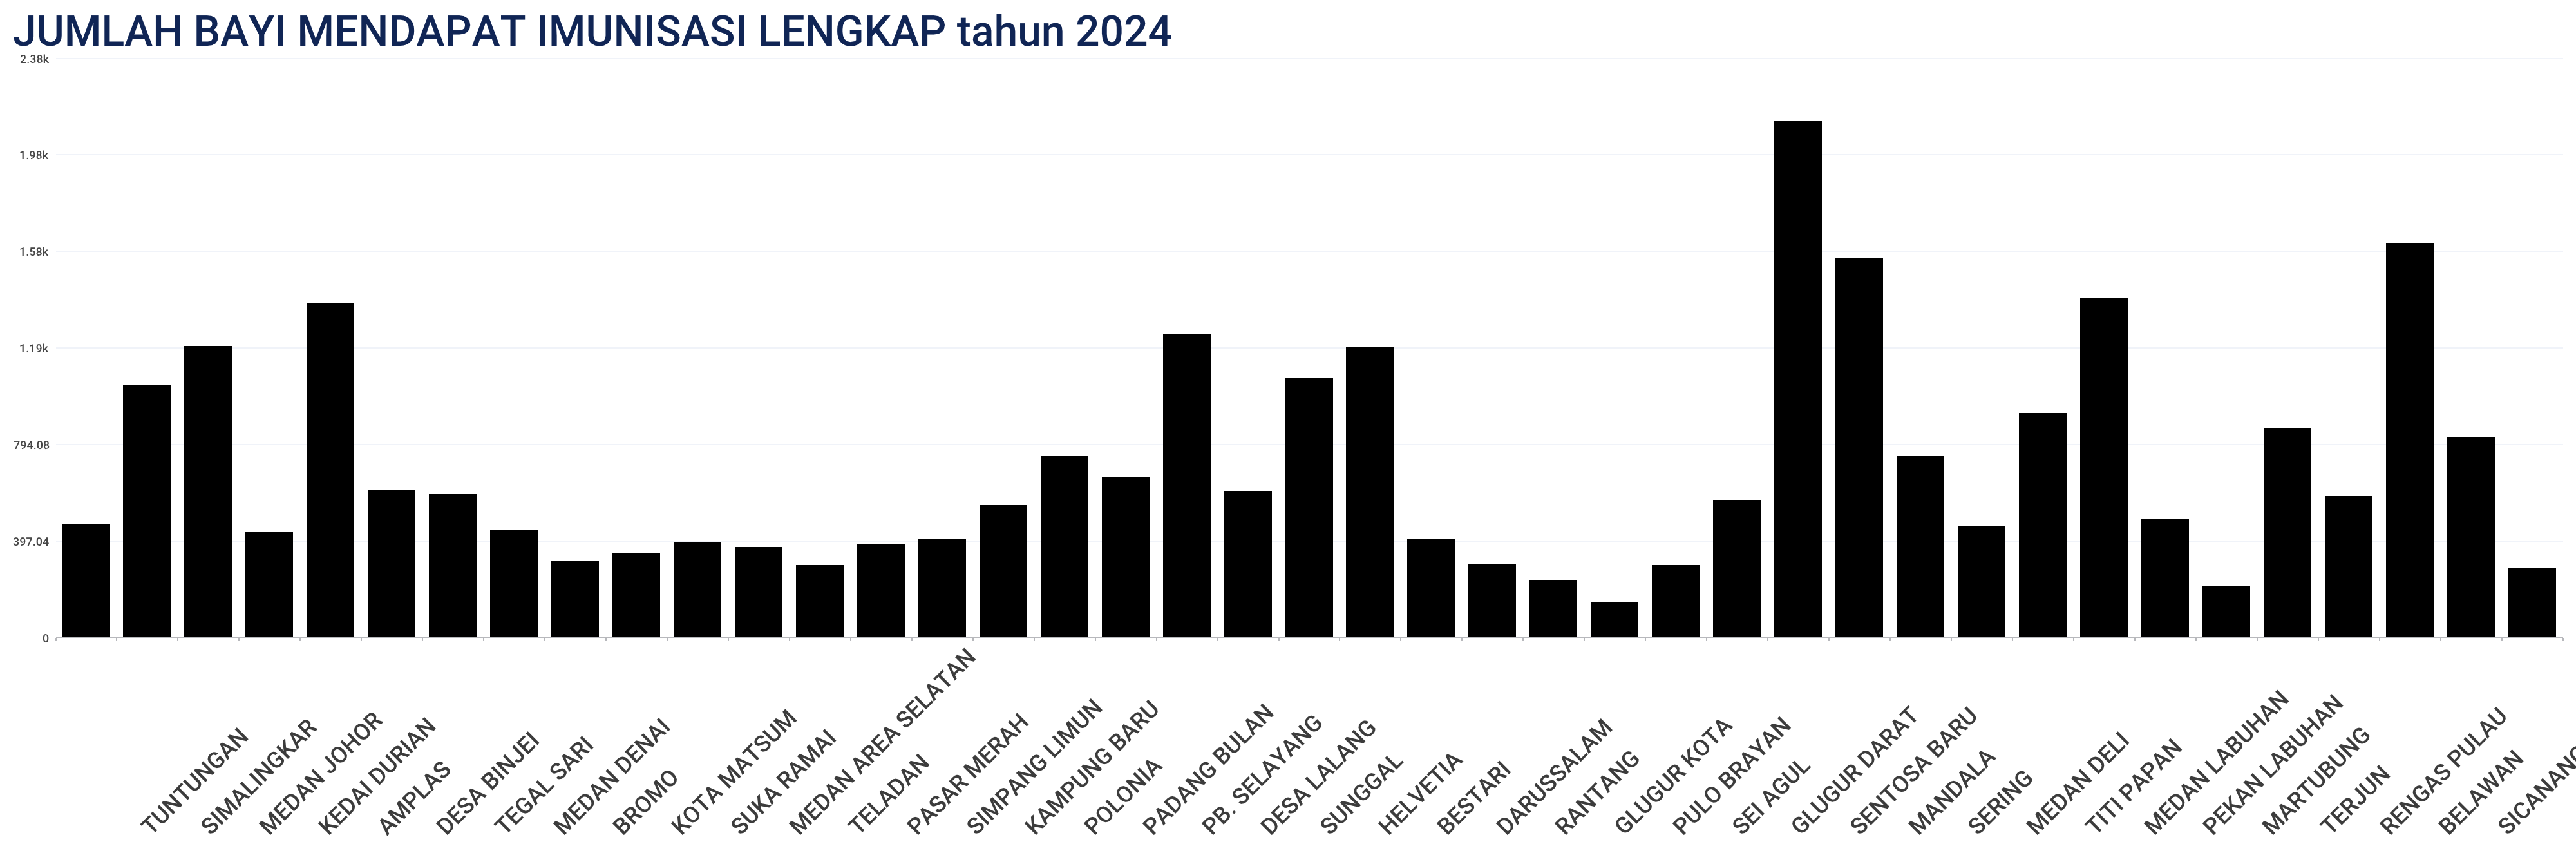 JUMLAH BAYI MENDAPAT IMUNISASI LENGKAP tahun 2024
2.38k
1.98k
1.58k
1.19k
794.08
397.04
0
TUNTUNGAN
SIMALINGKAR
MEDAN JOHOR
KEDAI DURIAN
AMPLAS
DESA BINJEI
TEGAL SARI
MEDAN DENAI
BROMO
KOTA MATSUM
SUKA RAMAI
MEDAN AREA SELATAN
TELADAN
PASAR MERAH
SIMPANG LIMUN
KAMPUNG BARU
POLONIA
PADANG BULAN
PB. SELAYANG
DESA LALANG
SUNGGAL
HELVETIA
BESTARI
DARUSSALAM
RANTANG
GLUGUR KOTA
PULO BRAYAN
SEI AGUL
GLUGUR DARAT
SENTOSA BARU
MANDALA
SERING
MEDAN DELI
TITI PAPAN
MEDAN LABUHAN
PEKAN LABUHAN
MARTUBUNG
TERJUN
RENGAS PULAU
BELAWAN
SICANANG